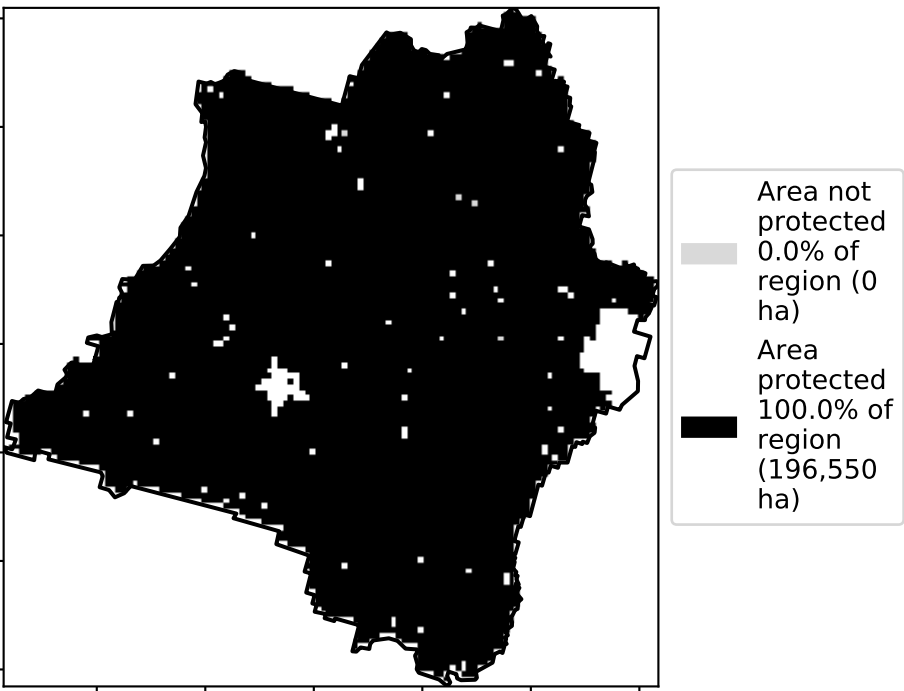 Area not
protected
0.0% of
region (0
ha)
Area
protected
100.0% of
region
(196,550
ha)